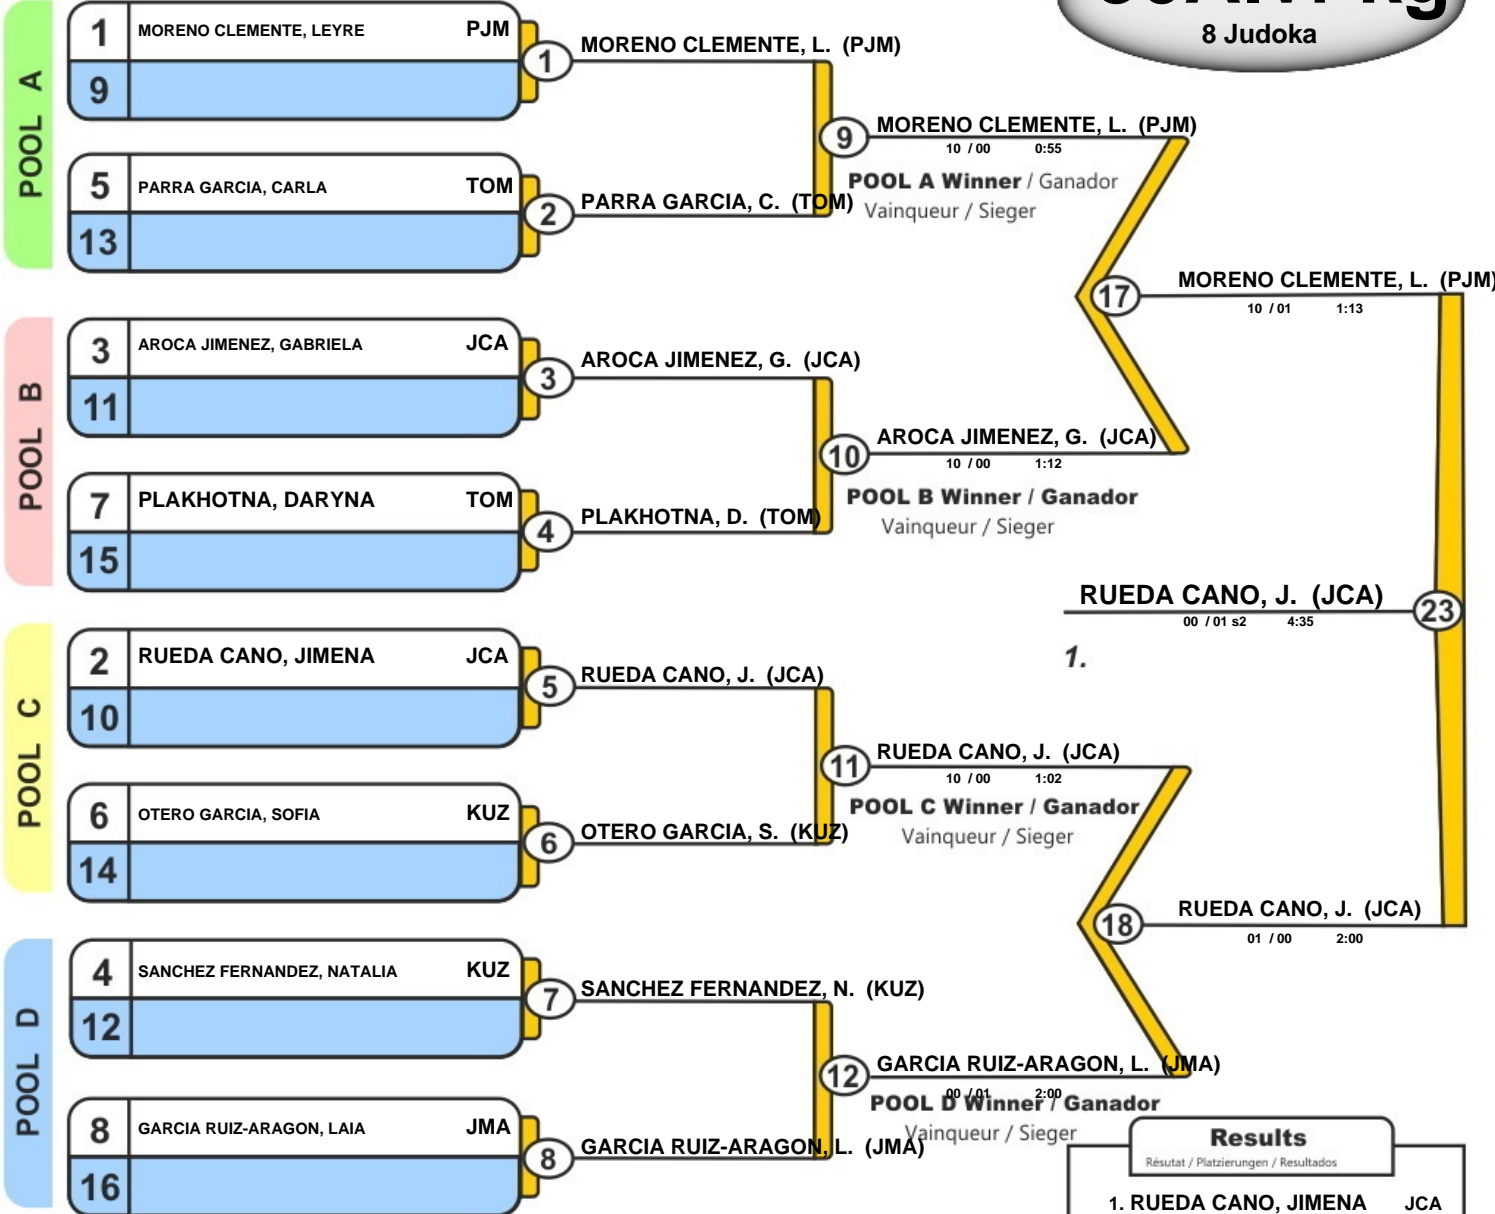 8 Judoka
POOL A
1 MORENO CLEMENTE, LEYRE PJM
9
5 PARRA GARCIA, CARLA TOM
13
1 MORENO CLEMENTE, L. (PJM)
2 PARRA GARCIA, C. (TOM)
9 MORENO CLEMENTE, L. (PJM)
10 / 00 0:55
POOL A Winner / Ganador
Vainqueur / Sieger
POOL B
3 AROCA JIMENEZ, GABRIELA JCA
11
7 PLAKHOTNA, DARYNA TOM
15
3 AROCA JIMENEZ, G. (JCA)
4 PLAKHOTNA, D. (TOM)
10 AROCA JIMENEZ, G. (JCA)
10 / 00 1:12
POOL B Winner / Ganador
Vainqueur / Sieger
17 MORENO CLEMENTE, L. (PJM)
10 / 01 1:13
RUEDA CANO, J. (JCA) 23
00 / 01 s2 4:35
1.
POOL C
2 RUEDA CANO, JIMENA JCA
10
6 OTERO GARCIA, SOFIA KUZ
14
5 RUEDA CANO, J. (JCA)
6 OTERO GARCIA, S. (KUZ)
11 RUEDA CANO, J. (JCA)
10 / 00 1:02
POOL C Winner / Ganador
Vainqueur / Sieger
POOL D
4 SANCHEZ FERNANDEZ, NATALIA KUZ
12
8 GARCIA RUIZ-ARAGON, LAIA JMA
16
7 SANCHEZ FERNANDEZ, N. (KUZ)
8 GARCIA RUIZ-ARAGON, L. (JMA)
12 GARCIA RUIZ-ARAGON, L. (JMA)
00 / 01 2:00
POOL D Winner / Ganador
Vainqueur / Sieger
18 RUEDA CANO, J. (JCA)
01 / 00 2:00
Results
Résutat / Platzierungen / Resultados
1. RUEDA CANO, JIMENA JCA